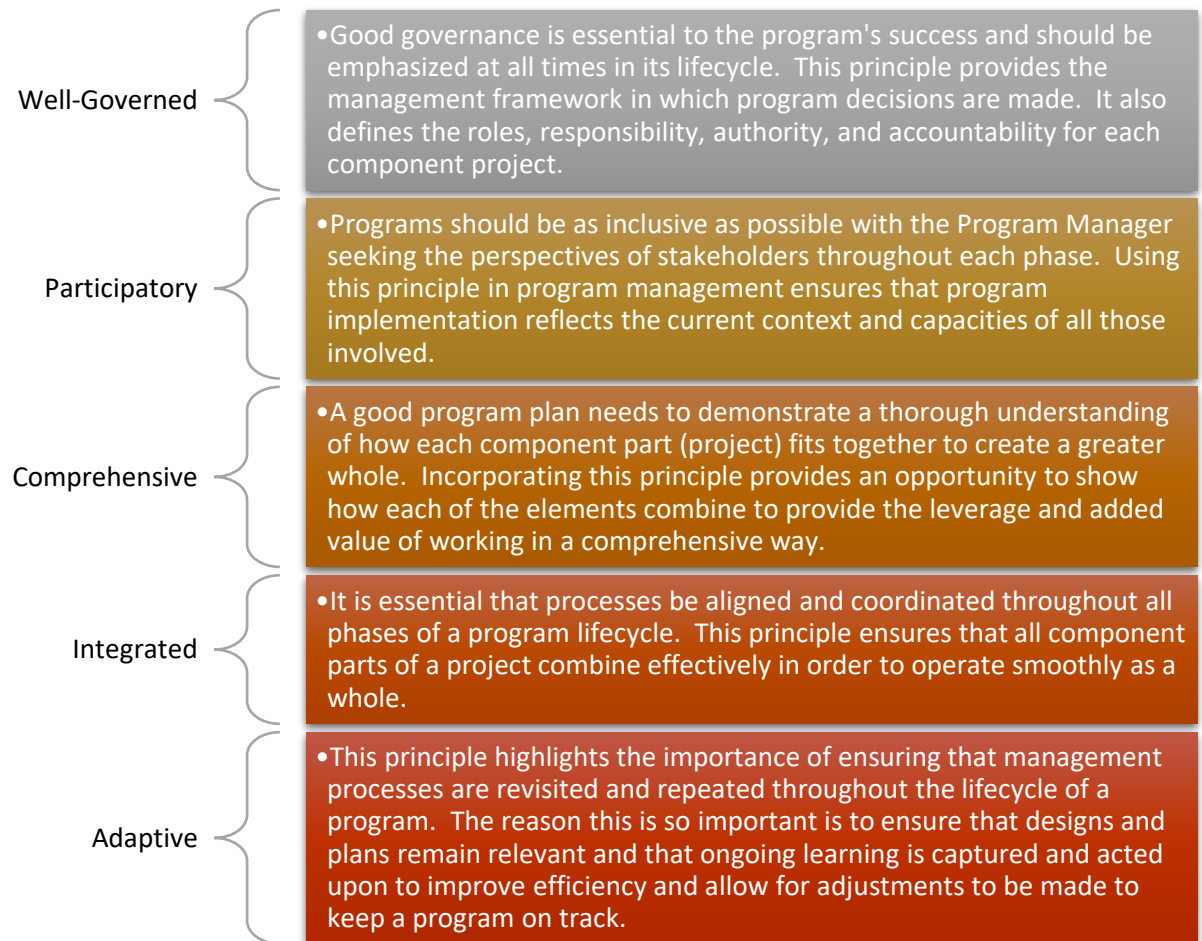 Well-Governed
•Good governance is essential to the program's success and should be
emphasized at all times in its lifecycle.  This principle provides the
management framework in which program decisions are made.  It also
defines the roles, responsibility, authority, and accountability for each
component project.
Participatory
•Programs should be as inclusive as possible with the Program Manager
seeking the perspectives of stakeholders throughout each phase.  Using
this principle in program management ensures that program
implementation reflects the current context and capacities of all those
involved.
Comprehensive
•A good program plan needs to demonstrate a thorough understanding
of how each component part (project) fits together to create a greater
whole.  Incorporating this principle provides an opportunity to show
how each of the elements combine to provide the leverage and added
value of working in a comprehensive way.
Integrated
•It is essential that processes be aligned and coordinated throughout all
phases of a program lifecycle.  This principle ensures that all component
parts of a project combine effectively in order to operate smoothly as a
whole.
Adaptive
•This principle highlights the importance of ensuring that management
processes are revisited and repeated throughout the lifecycle of a
program.  The reason this is so important is to ensure that designs and
plans remain relevant and that ongoing learning is captured and acted
upon to improve efficiency and allow for adjustments to be made to
keep a program on track.